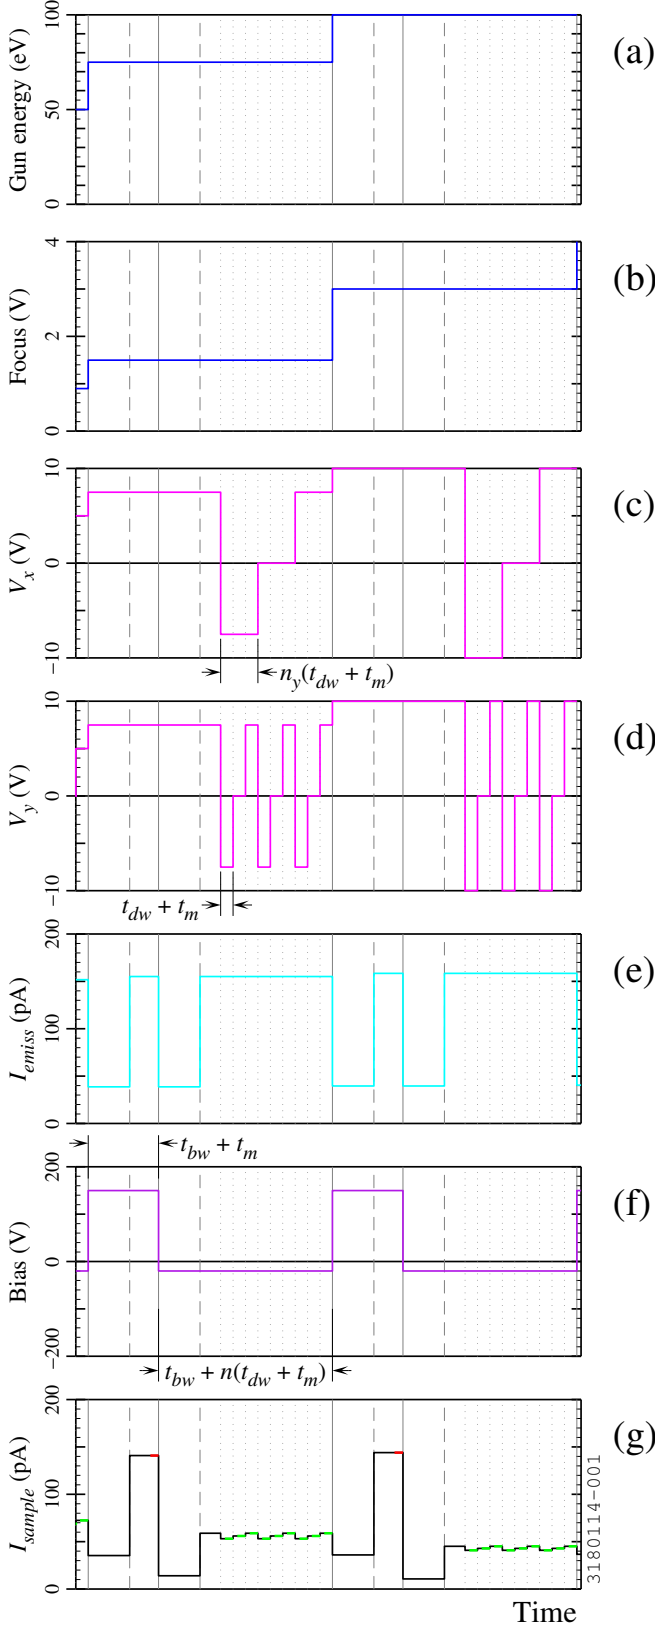 100
50
0
Gun energy (eV)
(a)
4
2
0
Focus (V)
(b)
10
0
−10
V_x (V)
(c)
n_y(t_dw + t_m)
10
0
−10
V_y (V)
(d)
t_dw + t_m
200
100
0
I_emiss (pA)
(e)
t_bw + t_m
200
0
−200
Bias (V)
(f)
t_bw + n(t_dw + t_m)
200
100
0
I_sample (pA)
(g)
3180114−001
Time